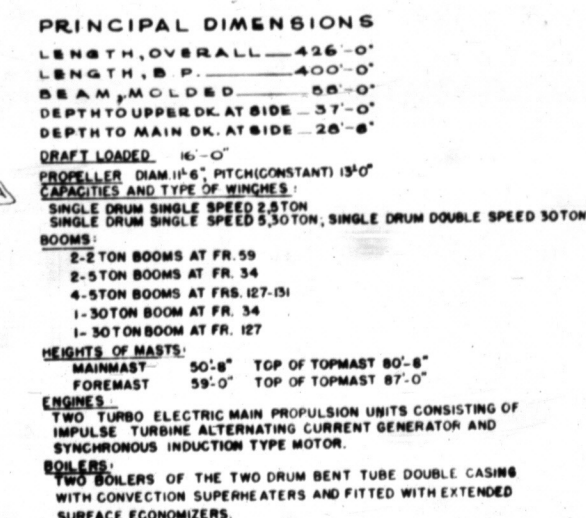 PRINCIPAL DIMENSIONS
LENGTH, OVERALL 426'-0"
LENGTH, B.P. 400'-0"
BEAM, MOLDED 58'-0"
DEPTH TO UPPER DK. AT SIDE 37'-0"
DEPTH TO MAIN DK. AT SIDE 28'-6"
DRAFT LOADED 16'-0"
PROPELLER DIAM. 11'-6", PITCH (CONSTANT) 13'-0"
CAPACITIES AND TYPE OF WINCHES:
SINGLE DRUM SINGLE SPEED 2,5 TON
SINGLE DRUM SINGLE SPEED 5,30 TON; SINGLE DRUM DOUBLE SPEED 30 TON
BOOMS:
2-2 TON BOOMS AT FR. 59
2-5 TON BOOMS AT FR. 34
4-5 TON BOOMS AT FRS. 127-131
1-30 TON BOOM AT FR. 34
1-30 TON BOOM AT FR. 127
HEIGHTS OF MASTS:
MAINMAST 50'-8" TOP OF TOPMAST 80'-8"
FOREMAST 59'-0" TOP OF TOPMAST 87'-0"
ENGINES:
TWO TURBO ELECTRIC MAIN PROPULSION UNITS CONSISTING OF
IMPULSE TURBINE ALTERNATING CURRENT GENERATOR AND
SYNCHRONOUS INDUCTION TYPE MOTOR.
BOILERS:
TWO BOILERS OF THE TWO DRUM BENT TUBE DOUBLE CASING
WITH CONVECTION SUPERHEATERS AND FITTED WITH EXTENDED
SURFACE ECONOMIZERS.